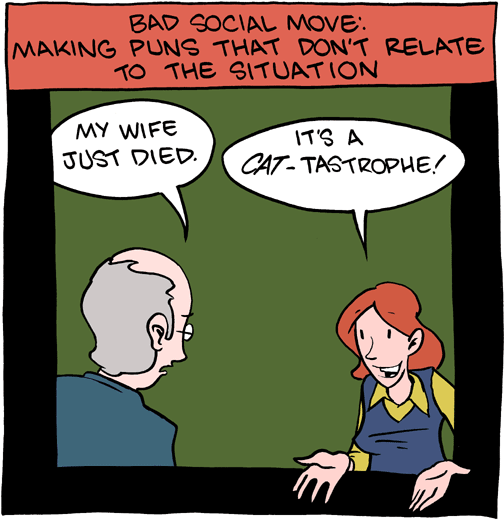 BAD SOCIAL MOVE:
MAKING PUNS THAT DON'T RELATE
TO THE SITUATION
MY WIFE
JUST DIED.
IT'S A
CAT-TASTROPHE!